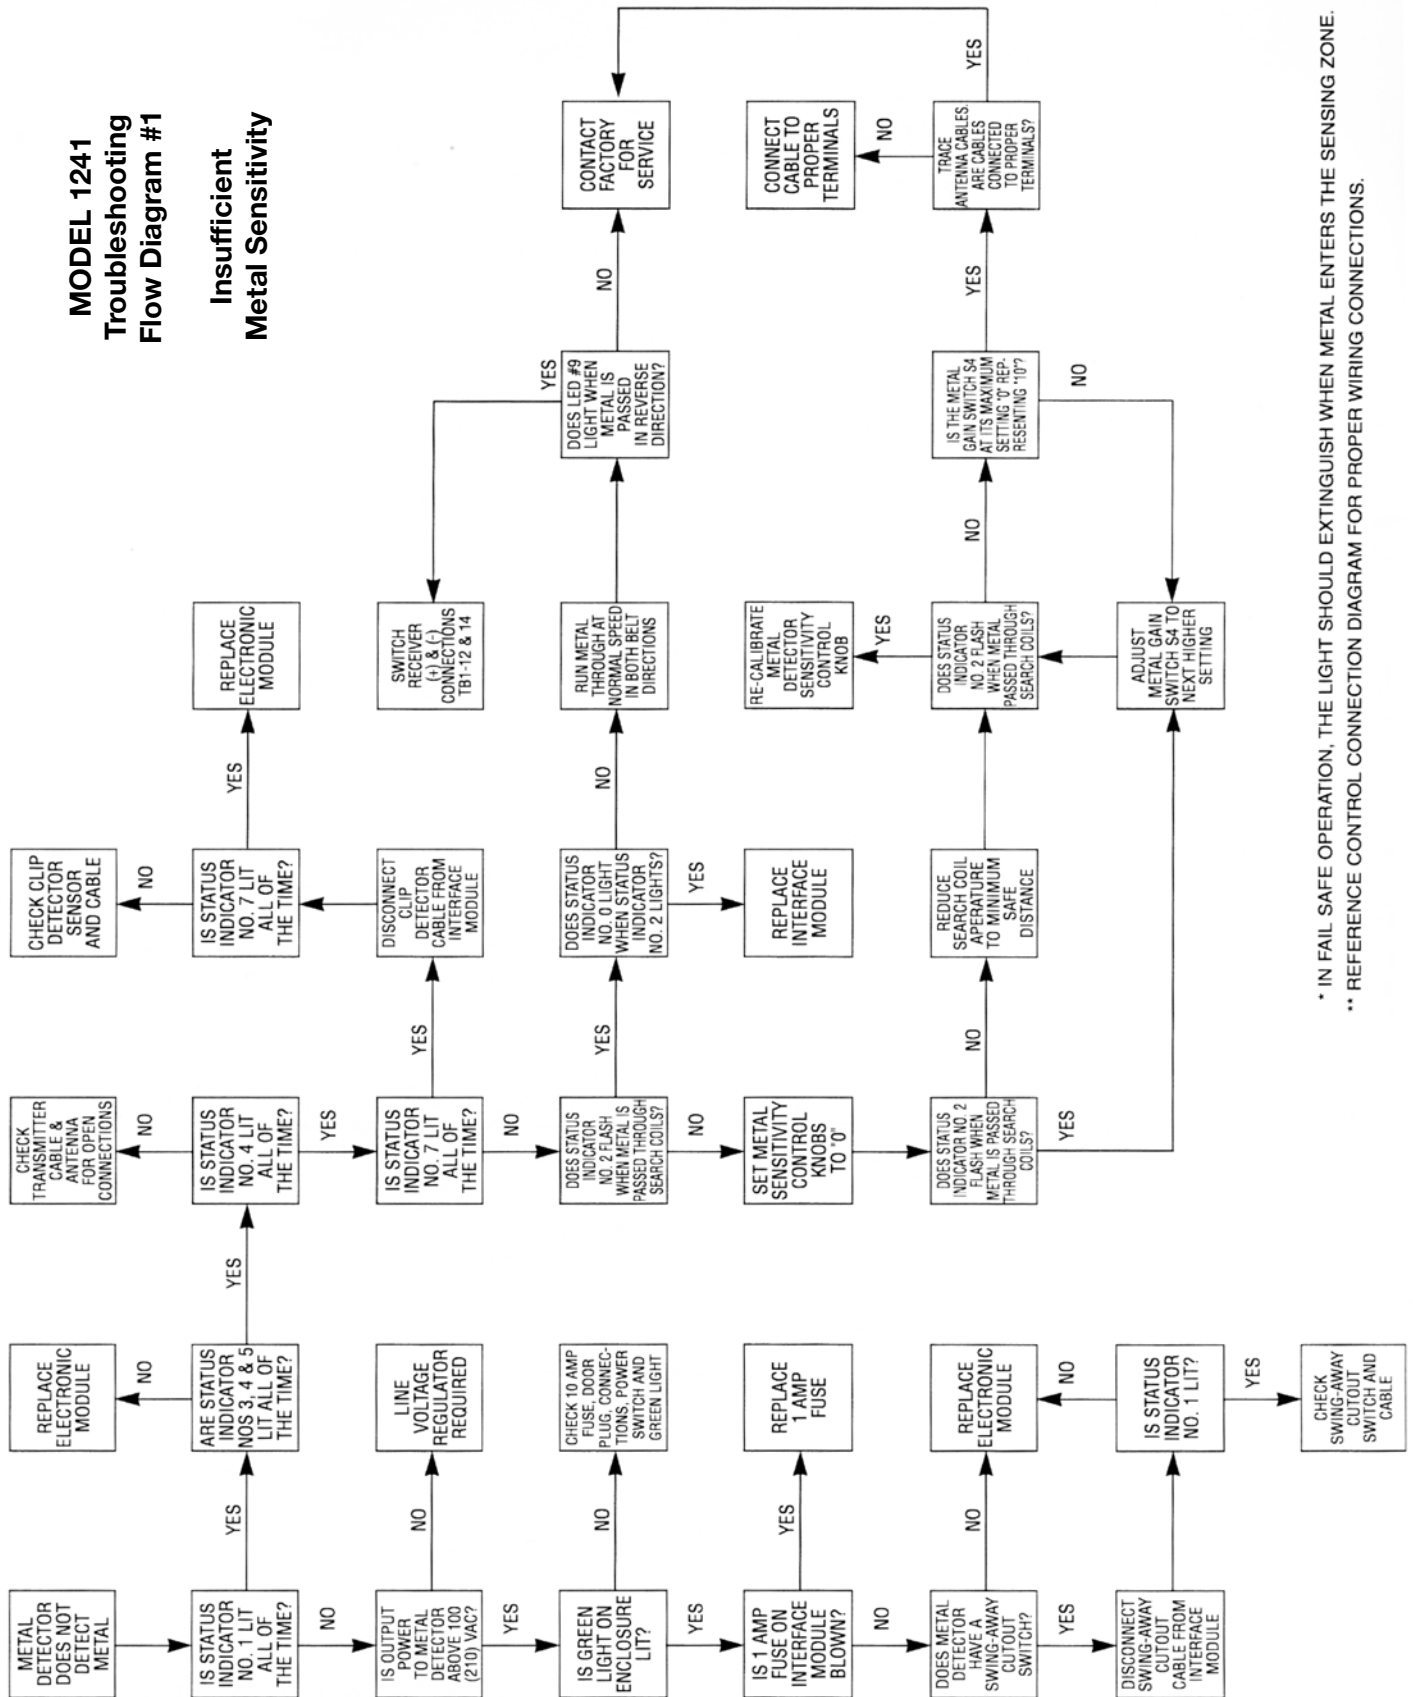 MODEL 1241
Troubleshooting
Flow Diagram #1
Insufficient
Metal Sensitivity
METAL
DETECTOR
DOES NOT
DETECT
METAL
IS STATUS
INDICATOR
NO. 1 LIT
ALL OF
THE TIME?
YES
NO
ARE STATUS
INDICATOR
NOS 3, 4 & 5
LIT ALL OF
THE TIME?
NO
REPLACE
ELECTRONIC
MODULE
YES
IS STATUS
INDICATOR
NO. 4 LIT
ALL OF
THE TIME?
NO
CHECK
TRANSMITTER
CABLE &
ANTENNA
FOR OPEN
CONNECTIONS
YES
IS STATUS
INDICATOR
NO. 7 LIT
ALL OF
THE TIME?
YES
DISCONNECT
CLIP
DETECTOR
CABLE FROM
INTERFACE
MODULE
IS STATUS
INDICATOR
NO. 7 LIT
ALL OF
THE TIME?
NO
CHECK CLIP
DETECTOR
SENSOR
AND CABLE
YES
REPLACE
ELECTRONIC
MODULE
NO
IS OUTPUT
POWER
TO METAL
DETECTOR
ABOVE 100
(210) VAC?
NO
LINE
VOLTAGE
REGULATOR
REQUIRED
YES
IS GREEN
LIGHT ON
ENCLOSURE
LIT?
NO
CHECK 10 AMP
FUSE, DOOR
PLUG, CONNEC-
TIONS, POWER
SWITCH AND
GREEN LIGHT
YES
DOES STATUS
INDICATOR
NO. 2 FLASH
WHEN METAL IS
PASSED THROUGH
SEARCH COILS?
YES
DOES STATUS
INDICATOR
NO. 0 LIGHT
WHEN STATUS
INDICATOR
NO. 2 LIGHTS?
NO
RUN METAL
THROUGH AT
NORMAL SPEED
IN BOTH BELT
DIRECTIONS
DOES LED #9
LIGHT WHEN
METAL IS
PASSED
IN REVERSE
DIRECTION?
YES
SWITCH
RECEIVER
(+) & (-)
CONNECTIONS
TB1-12 & 14
NO
CONTACT
FACTORY
FOR
SERVICE
YES
REPLACE
INTERFACE
MODULE
IS 1 AMP
FUSE ON
INTERFACE
MODULE
BLOWN?
YES
REPLACE
1 AMP
FUSE
NO
NO
SET METAL
SENSITIVITY
CONTROL
KNOBS
TO "0"
DOES METAL
DETECTOR
HAVE A
SWING-AWAY
CUTOUT
SWITCH?
NO
REPLACE
ELECTRONIC
MODULE
YES
DOES STATUS
INDICATOR NO. 2
FLASH WHEN
METAL IS PASSED
THROUGH SEARCH
COILS?
NO
REDUCE
SEARCH COIL
APERATURE
TO MINIMUM
SAFE
DISTANCE
DOES STATUS
INDICATOR
NO. 2 FLASH
WHEN METAL
PASSED THROUGH
SEARCH COILS?
YES
RE-CALIBRATE
METAL
DETECTOR
SENSITIVITY
CONTROL
KNOB
NO
IS THE METAL
GAIN SWITCH S4
AT ITS MAXIMUM
SETTING "0" REP-
RESENTING "10"?
YES
TRACE
ANTENNA CABLES.
ARE CABLES
CONNECTED
TO PROPER
TERMINALS?
NO
CONNECT
CABLE TO
PROPER
TERMINALS
YES
DISCONNECT
SWING-AWAY
CUTOUT
CABLE FROM
INTERFACE
MODULE
IS STATUS
INDICATOR
NO. 1 LIT?
NO
YES
CHECK
SWING-AWAY
CUTOUT
SWITCH AND
CABLE
YES
NO
ADJUST
METAL GAIN
SWITCH S4 TO
NEXT HIGHER
SETTING
* IN FAIL SAFE OPERATION, THE LIGHT SHOULD EXTINGUISH WHEN METAL ENTERS THE SENSING ZONE.
** REFERENCE CONTROL CONNECTION DIAGRAM FOR PROPER WIRING CONNECTIONS.